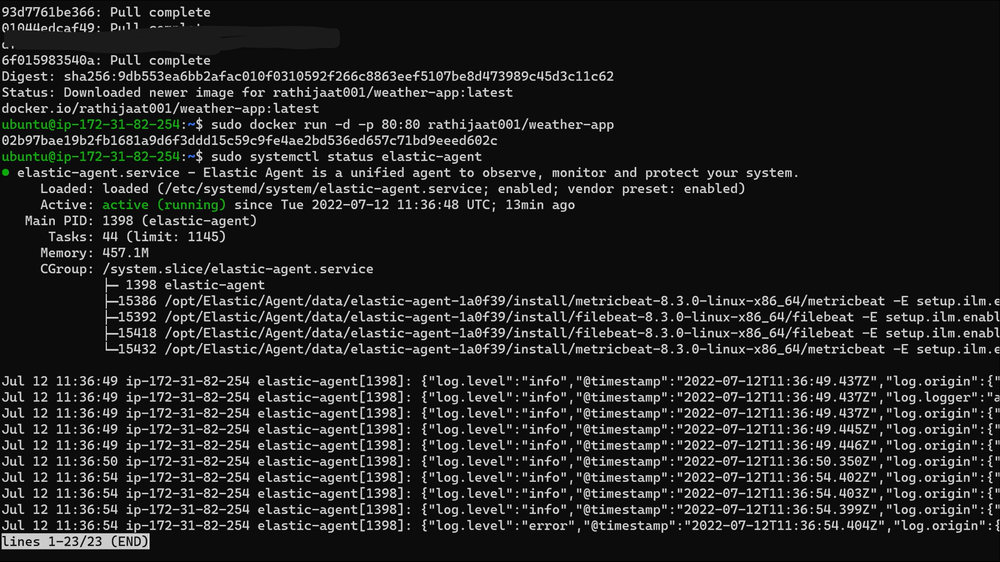 93d7761be366: Pull complete
01044edcaf49: Pull complete
6f015983540a: Pull complete
Digest: sha256:9db553ea6bb2afac010f0310592f266c8863eef5107be8d473989c45d3c11c62
Status: Downloaded newer image for rathijaat001/weather-app:latest
docker.io/rathijaat001/weather-app:latest
ubuntu@ip-172-31-82-254:~$ sudo docker run -d -p 80:80 rathijaat001/weather-app
02b97bae19b2fb1681a9d6f3ddd15c59c9fe4ae2bd536ed657c71bd9eeed602c
ubuntu@ip-172-31-82-254:~$ sudo systemctl status elastic-agent
● elastic-agent.service - Elastic Agent is a unified agent to observe, monitor and protect your system.
     Loaded: loaded (/etc/systemd/system/elastic-agent.service; enabled; vendor preset: enabled)
     Active: active (running) since Tue 2022-07-12 11:36:48 UTC; 13min ago
   Main PID: 1398 (elastic-agent)
      Tasks: 44 (limit: 1145)
     Memory: 457.1M
     CGroup: /system.slice/elastic-agent.service
             ├─ 1398 elastic-agent
             ├─15386 /opt/Elastic/Agent/data/elastic-agent-1a0f39/install/metricbeat-8.3.0-linux-x86_64/metricbeat -E setup.ilm.e
             ├─15392 /opt/Elastic/Agent/data/elastic-agent-1a0f39/install/filebeat-8.3.0-linux-x86_64/filebeat -E setup.ilm.enabl
             ├─15418 /opt/Elastic/Agent/data/elastic-agent-1a0f39/install/filebeat-8.3.0-linux-x86_64/filebeat -E setup.ilm.enabl
             └─15432 /opt/Elastic/Agent/data/elastic-agent-1a0f39/install/metricbeat-8.3.0-linux-x86_64/metricbeat -E setup.ilm.e
Jul 12 11:36:49 ip-172-31-82-254 elastic-agent[1398]: {"log.level":"info","@timestamp":"2022-07-12T11:36:49.437Z","log.origin":{"
Jul 12 11:36:49 ip-172-31-82-254 elastic-agent[1398]: {"log.level":"info","@timestamp":"2022-07-12T11:36:49.437Z","log.logger":"a
Jul 12 11:36:49 ip-172-31-82-254 elastic-agent[1398]: {"log.level":"info","@timestamp":"2022-07-12T11:36:49.437Z","log.origin":{"
Jul 12 11:36:49 ip-172-31-82-254 elastic-agent[1398]: {"log.level":"info","@timestamp":"2022-07-12T11:36:49.445Z","log.origin":{"
Jul 12 11:36:49 ip-172-31-82-254 elastic-agent[1398]: {"log.level":"info","@timestamp":"2022-07-12T11:36:49.446Z","log.origin":{"
Jul 12 11:36:50 ip-172-31-82-254 elastic-agent[1398]: {"log.level":"info","@timestamp":"2022-07-12T11:36:50.350Z","log.origin":{"
Jul 12 11:36:54 ip-172-31-82-254 elastic-agent[1398]: {"log.level":"info","@timestamp":"2022-07-12T11:36:54.402Z","log.origin":{"
Jul 12 11:36:54 ip-172-31-82-254 elastic-agent[1398]: {"log.level":"info","@timestamp":"2022-07-12T11:36:54.403Z","log.origin":{"
Jul 12 11:36:54 ip-172-31-82-254 elastic-agent[1398]: {"log.level":"info","@timestamp":"2022-07-12T11:36:54.399Z","log.origin":{"
Jul 12 11:36:54 ip-172-31-82-254 elastic-agent[1398]: {"log.level":"error","@timestamp":"2022-07-12T11:36:54.404Z","log.origin":{
lines 1-23/23 (END)